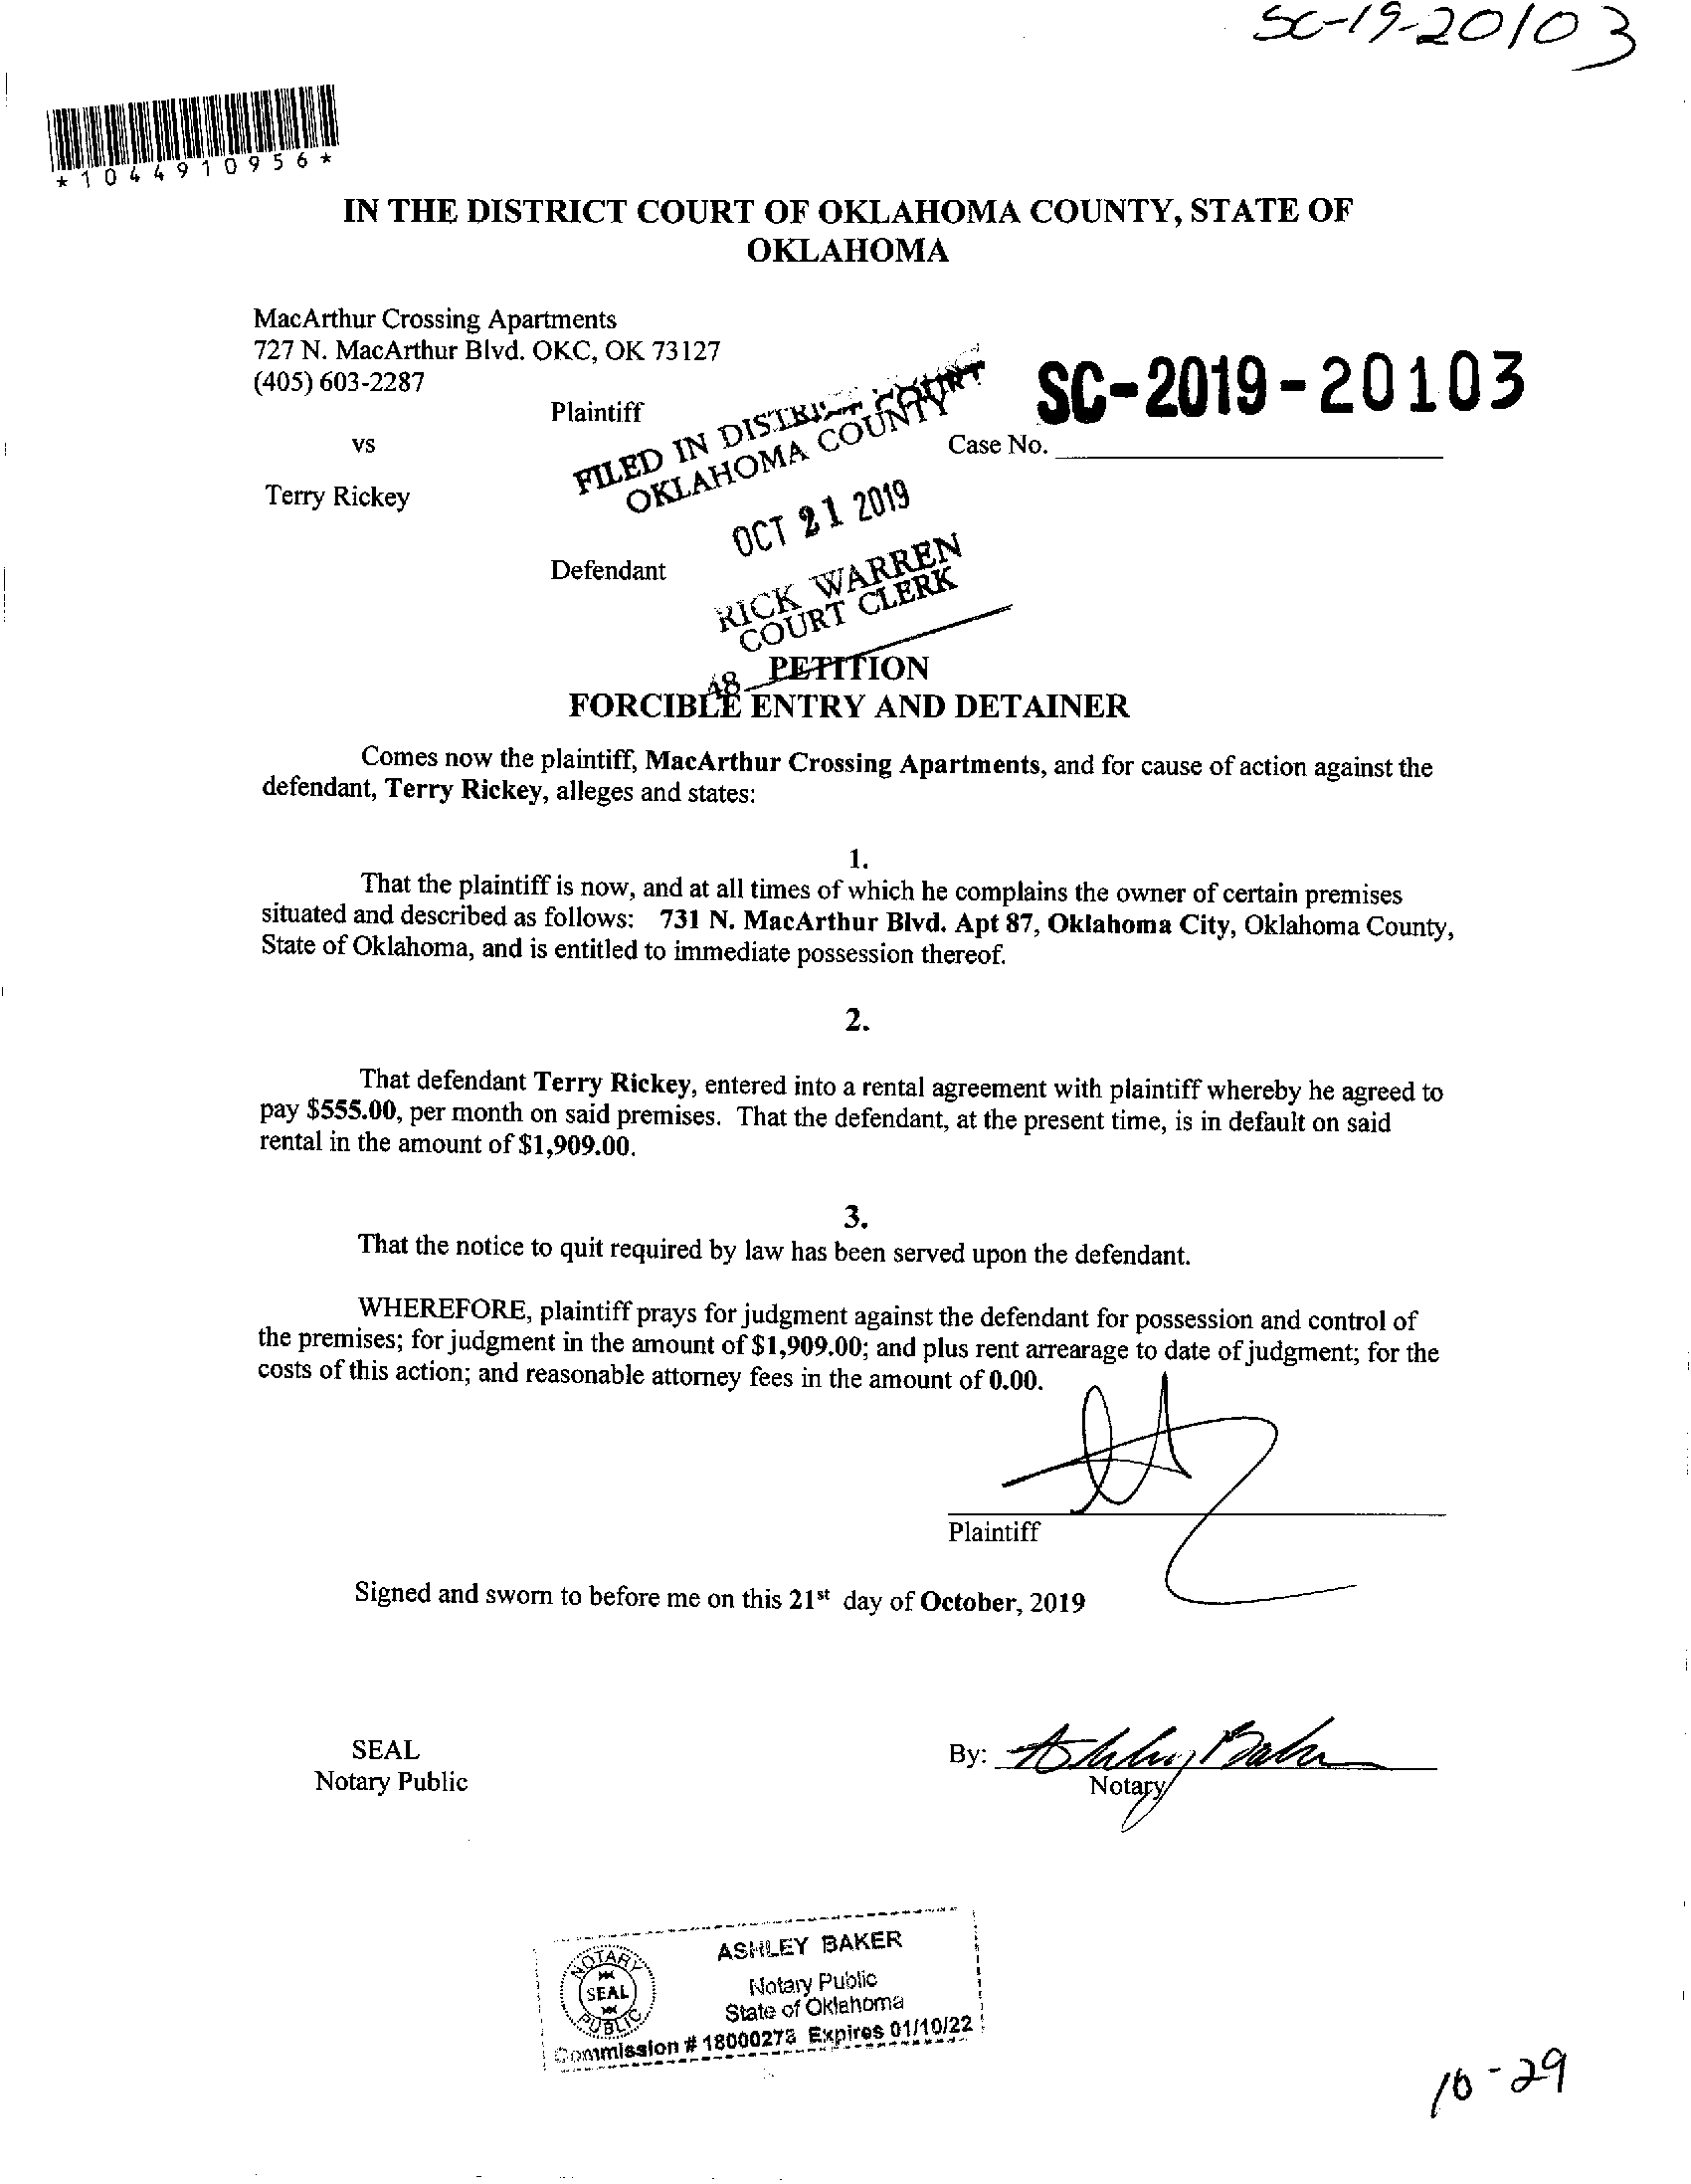 SC-19-20103
*1044910956*
IN THE DISTRICT COURT OF OKLAHOMA COUNTY, STATE OF
OKLAHOMA
MacArthur Crossing Apartments
727 N. MacArthur Blvd. OKC, OK 73127
(405) 603-2287
Plaintiff
vs
Terry Rickey
Defendant
FILED IN DISTRICT COURT
OKLAHOMA COUNTY
OCT 21 2019
RICK WARREN
COURT CLERK
48
SC-2019-20103
Case No.
PETITION
FORCIBLE ENTRY AND DETAINER
Comes now the plaintiff, MacArthur Crossing Apartments, and for cause of action against the
defendant, Terry Rickey, alleges and states:
1.
That the plaintiff is now, and at all times of which he complains the owner of certain premises
situated and described as follows: 731 N. MacArthur Blvd. Apt 87, Oklahoma City, Oklahoma County,
State of Oklahoma, and is entitled to immediate possession thereof.
2.
That defendant Terry Rickey, entered into a rental agreement with plaintiff whereby he agreed to
pay $555.00, per month on said premises. That the defendant, at the present time, is in default on said
rental in the amount of $1,909.00.
3.
That the notice to quit required by law has been served upon the defendant.
WHEREFORE, plaintiff prays for judgment against the defendant for possession and control of
the premises; for judgment in the amount of $1,909.00; and plus rent arrearage to date of judgment; for the
costs of this action; and reasonable attorney fees in the amount of 0.00.
Plaintiff
Signed and sworn to before me on this 21st day of October, 2019
SEAL
Notary Public
By: Ashley Baker
Notary
NOTARY
SEAL
PUBLIC
ASHLEY BAKER
Notary Public
State of Oklahoma
Commission # 18000273 Expires 01/10/22
10-29